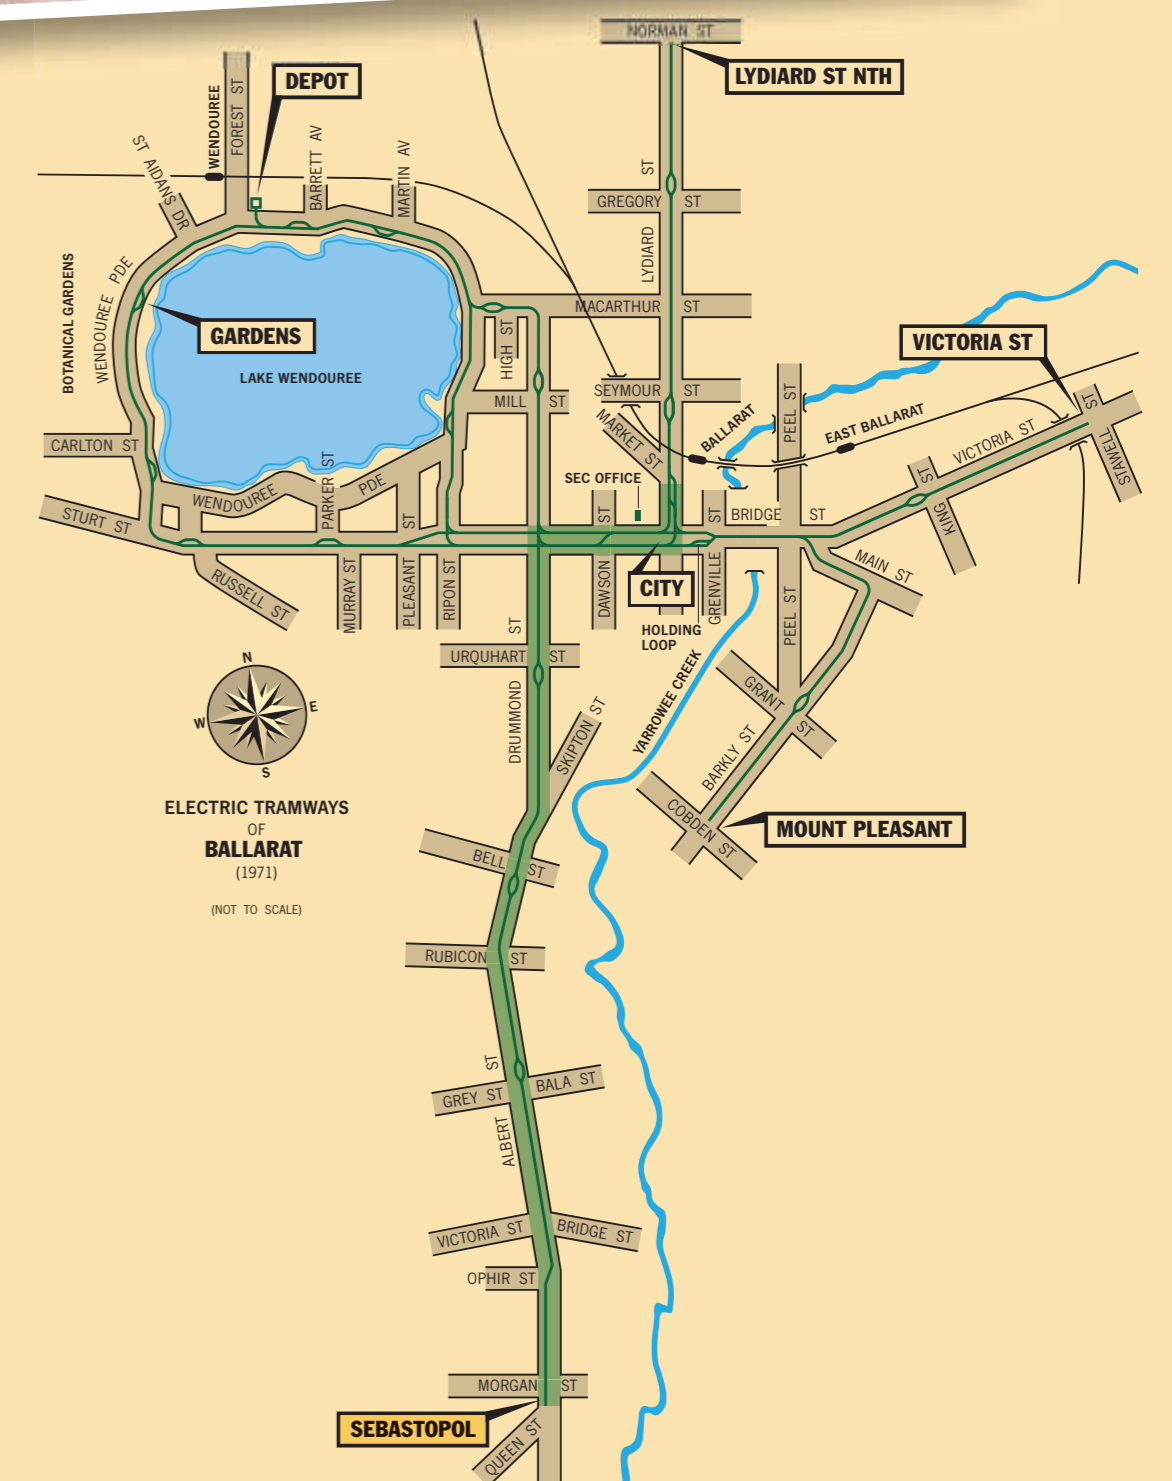 NORMAN ST
LYDIARD ST NTH
DEPOT
WENDOUREE
FOREST ST
ST AIDANS DR
BARRETT AV
MARTIN AV
ST
LYDIARD
GREGORY ST
BOTANICAL GARDENS
WENDOUREE PDE
GARDENS
LAKE WENDOUREE
MACARTHUR ST
HIGH ST
MILL ST
SEYMOUR ST
MARKET ST
BALLARAT
PEEL ST
EAST BALLARAT
VICTORIA ST
VICTORIA ST
ST
STAWELL
ST
KING
CARLTON ST
STURT ST
WENDOUREE PDE
PARKER ST
ST
PLEASANT
SEC OFFICE
ST
DAWSON
ST
GRENVILLE
BRIDGE ST
RUSSELL ST
MURRAY ST
RIPON ST
CITY
HOLDING
LOOP
PEEL ST
MAIN ST
ST
DRUMMOND
URQUHART ST
SKIPTON ST
YARROWEE CREEK
GRANT ST
BARKLY ST
COBDEN ST
MOUNT PLEASANT
N
W
E
S
ELECTRIC TRAMWAYS
OF
BALLARAT
(1971)
(NOT TO SCALE)
BELL ST
RUBICON ST
ST
ALBERT
GREY ST
BALA ST
VICTORIA ST
BRIDGE ST
OPHIR ST
MORGAN ST
SEBASTOPOL
QUEEN ST